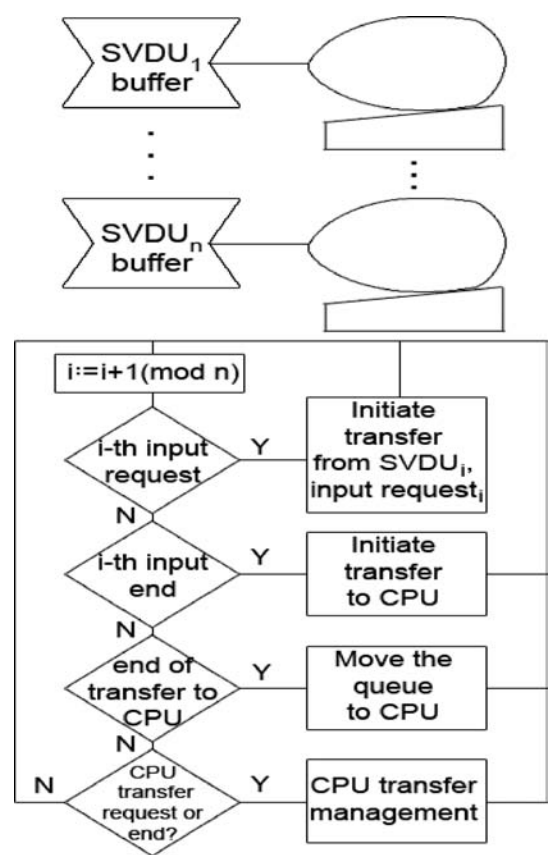 SVDU1
buffer
SVDUn
buffer
i:=i+1(mod n)
i-th input
request
Y
Initiate
transfer
from SVDUi,
input requesti
N
i-th input
end
Y
Initiate
transfer
to CPU
N
end of
transfer to
CPU
Y
Move the
queue
to CPU
N
CPU
transfer
request or
end?
N
Y
CPU transfer
management